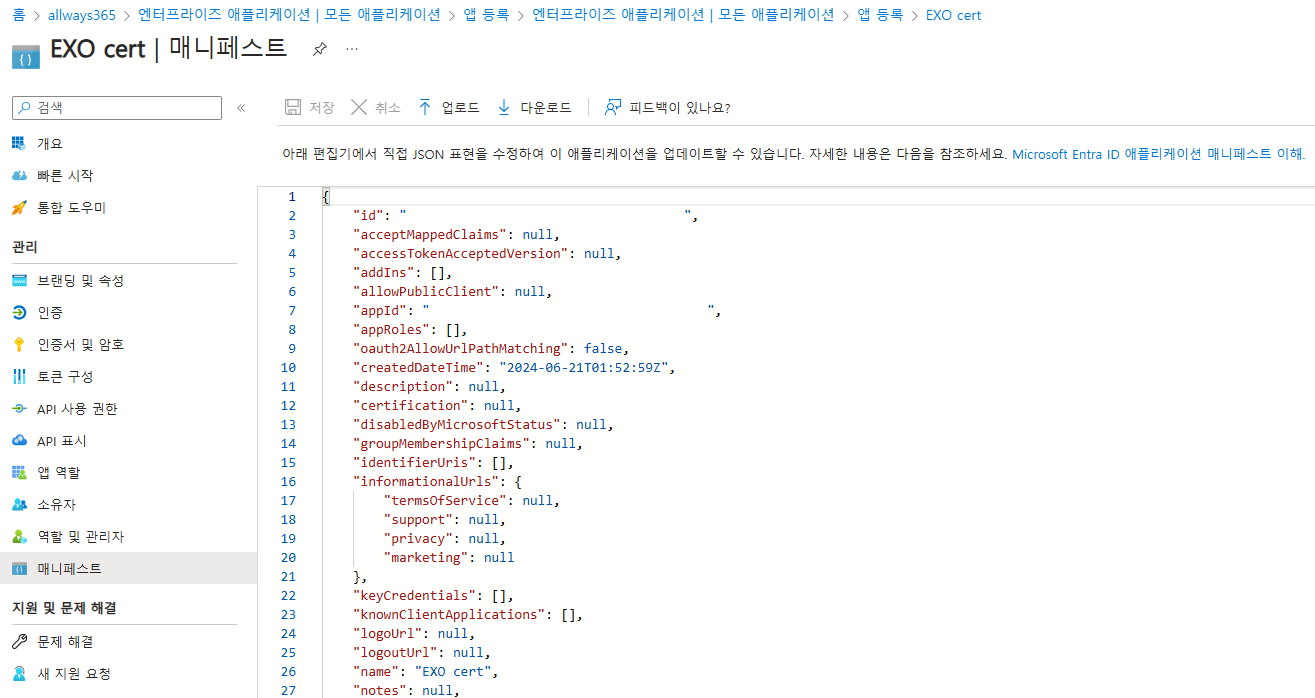 홈 > allways365 > 엔터프라이즈 애플리케이션 | 모든 애플리케이션 > 앱 등록 > 엔터프라이즈 애플리케이션 | 모든 애플리케이션 > 앱 등록 > EXO cert
EXO cert | 매니페스트 ···
검색 «
저장 취소 업로드 다운로드 피드백이 있나요?
개요
빠른 시작
통합 도우미
관리
브랜딩 및 속성
인증
인증서 및 암호
토큰 구성
API 사용 권한
API 표시
앱 역할
소유자
역할 및 관리자
매니페스트
지원 및 문제 해결
문제 해결
새 지원 요청
아래 편집기에서 직접 JSON 표현을 수정하여 이 애플리케이션을 업데이트할 수 있습니다. 자세한 내용은 다음을 참조하세요. Microsoft Entra ID 애플리케이션 매니페스트 이해.
1 {
2 "id": " ",
3 "acceptMappedClaims": null,
4 "accessTokenAcceptedVersion": null,
5 "addIns": [],
6 "allowPublicClient": null,
7 "appId": " ",
8 "appRoles": [],
9 "oauth2AllowUrlPathMatching": false,
10 "createdDateTime": "2024-06-21T01:52:59Z",
11 "description": null,
12 "certification": null,
13 "disabledByMicrosoftStatus": null,
14 "groupMembershipClaims": null,
15 "identifierUris": [],
16 "informationalUrls": {
17 "termsOfService": null,
18 "support": null,
19 "privacy": null,
20 "marketing": null
21 },
22 "keyCredentials": [],
23 "knownClientApplications": [],
24 "logoUrl": null,
25 "logoutUrl": null,
26 "name": "EXO cert",
27 "notes": null,